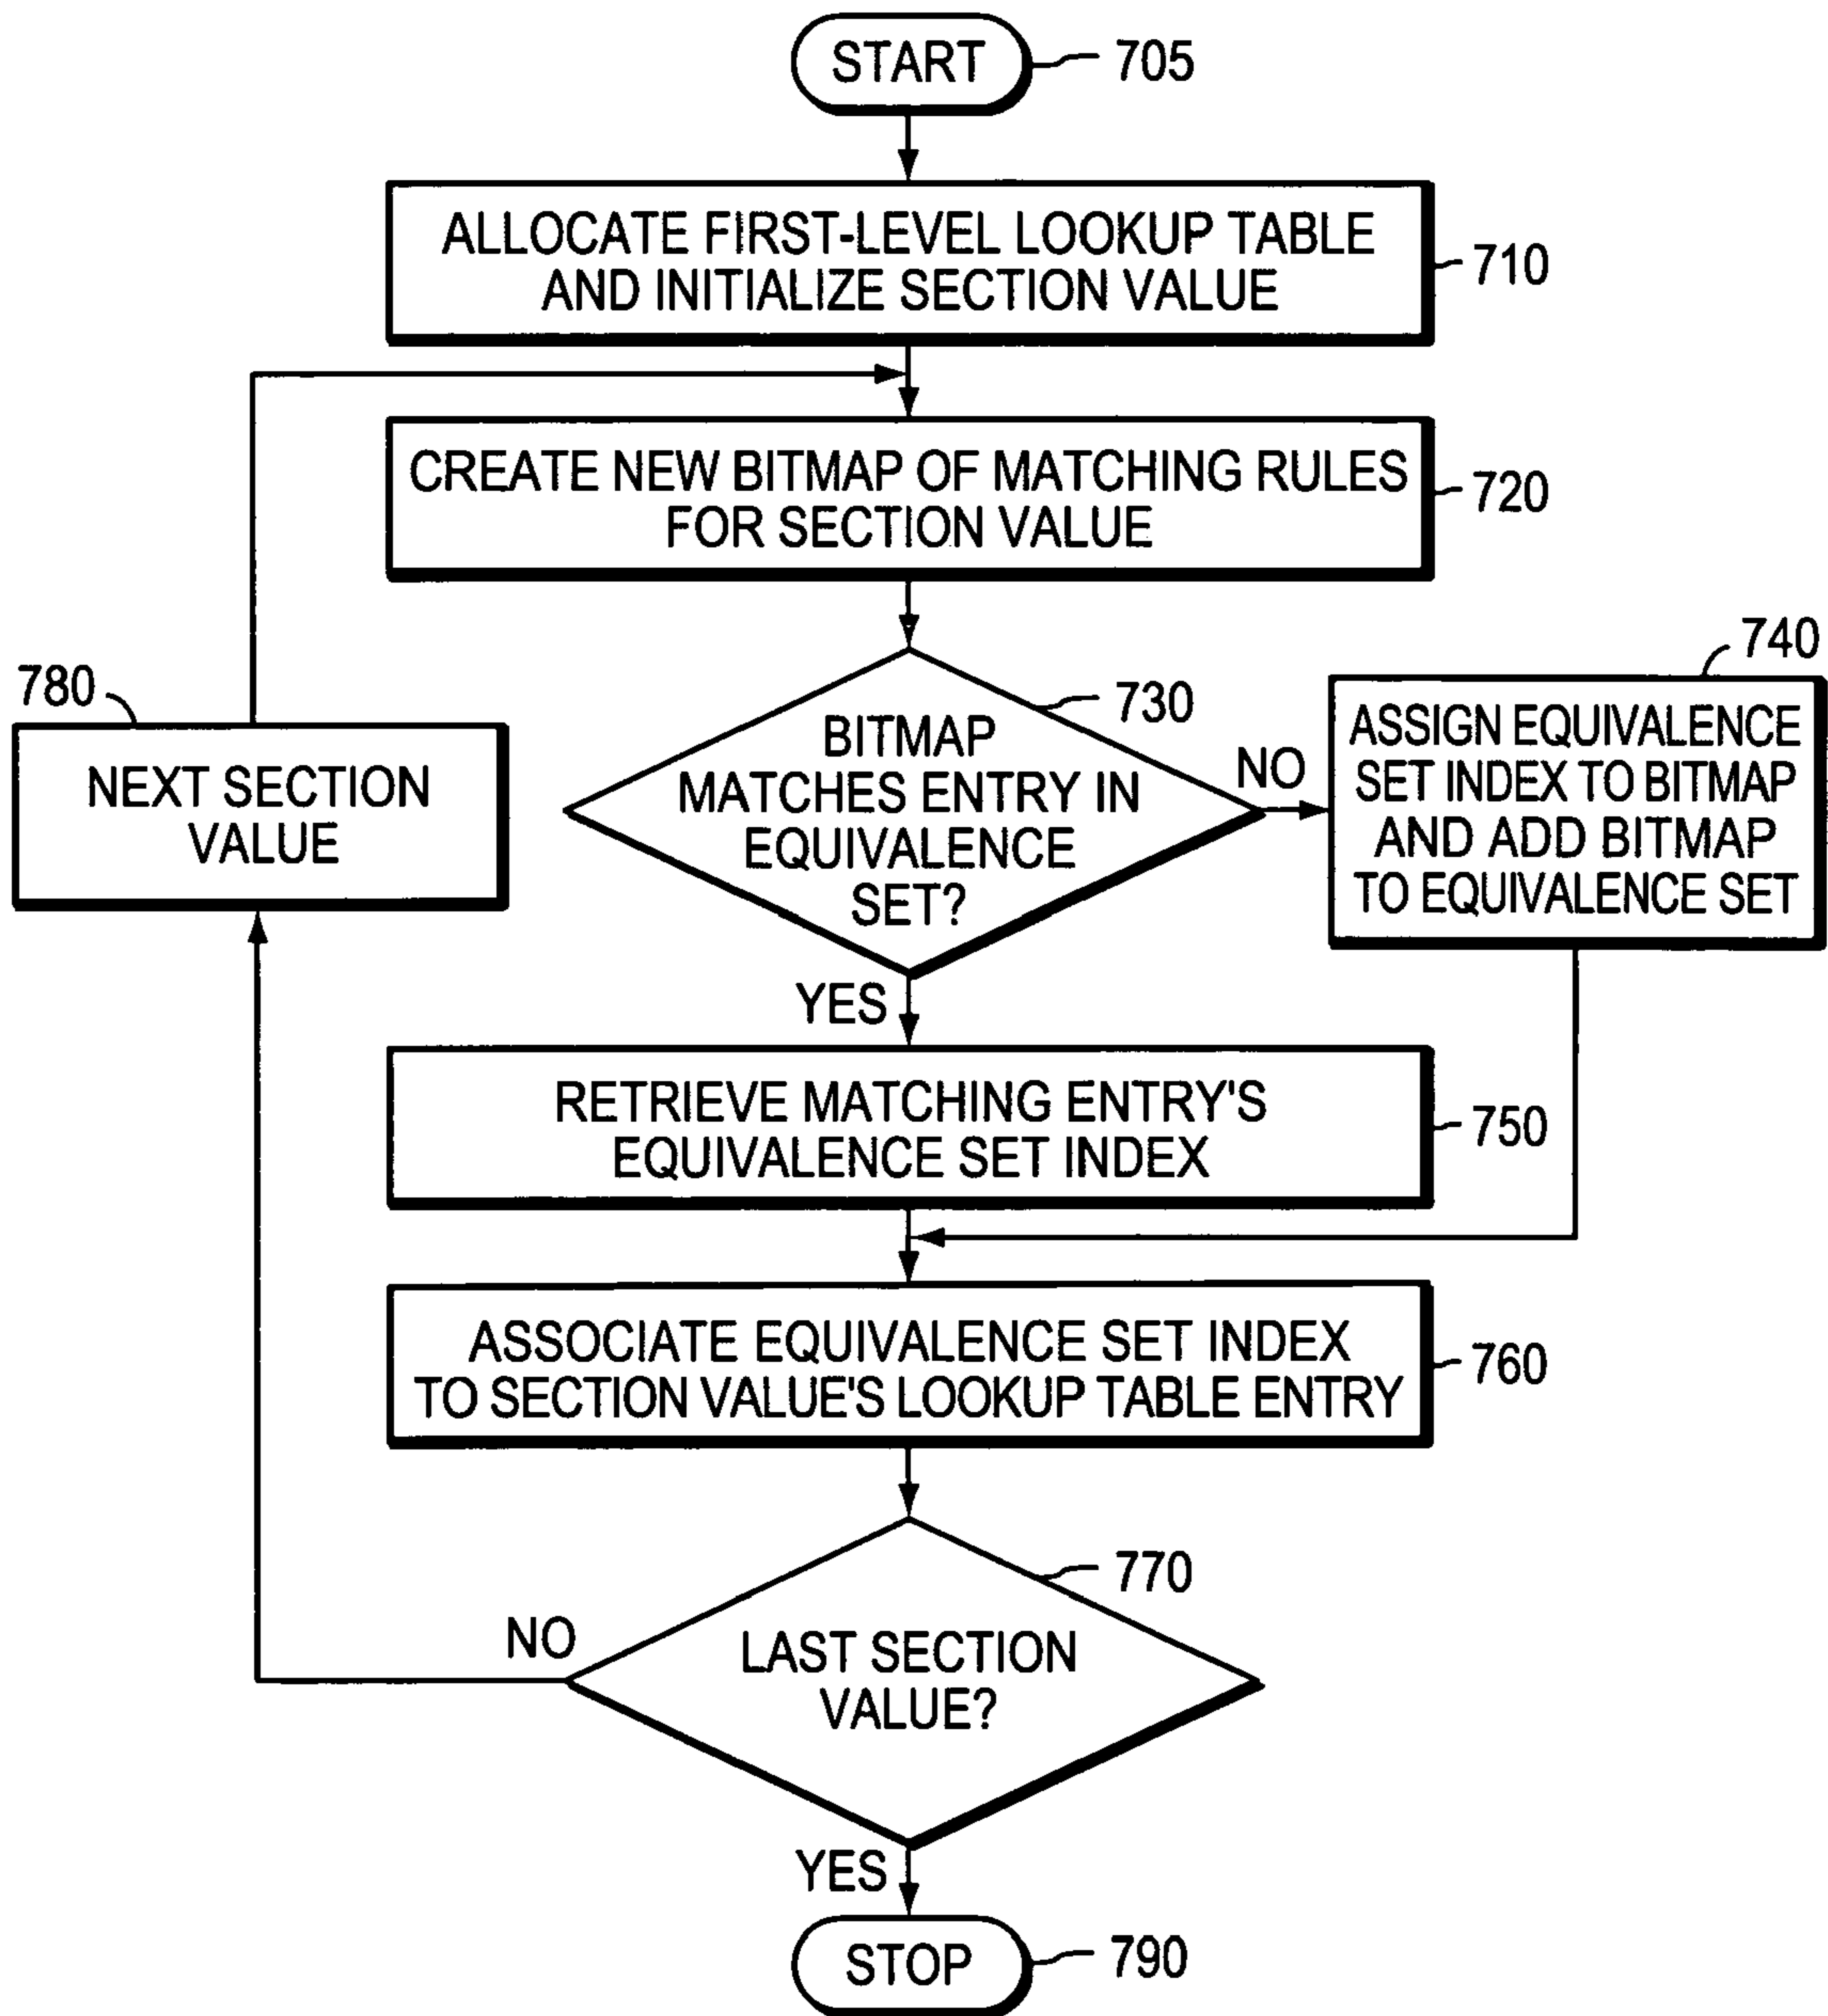 START
705
ALLOCATE FIRST-LEVEL LOOKUP TABLE
AND INITIALIZE SECTION VALUE
710
CREATE NEW BITMAP OF MATCHING RULES
FOR SECTION VALUE
720
780
NEXT SECTION
VALUE
730
BITMAP
MATCHES ENTRY IN
EQUIVALENCE
SET?
NO
740
ASSIGN EQUIVALENCE
SET INDEX TO BITMAP
AND ADD BITMAP
TO EQUIVALENCE SET
YES
RETRIEVE MATCHING ENTRY'S
EQUIVALENCE SET INDEX
750
ASSOCIATE EQUIVALENCE SET INDEX
TO SECTION VALUE'S LOOKUP TABLE ENTRY
760
770
NO
LAST SECTION
VALUE?
YES
STOP
790